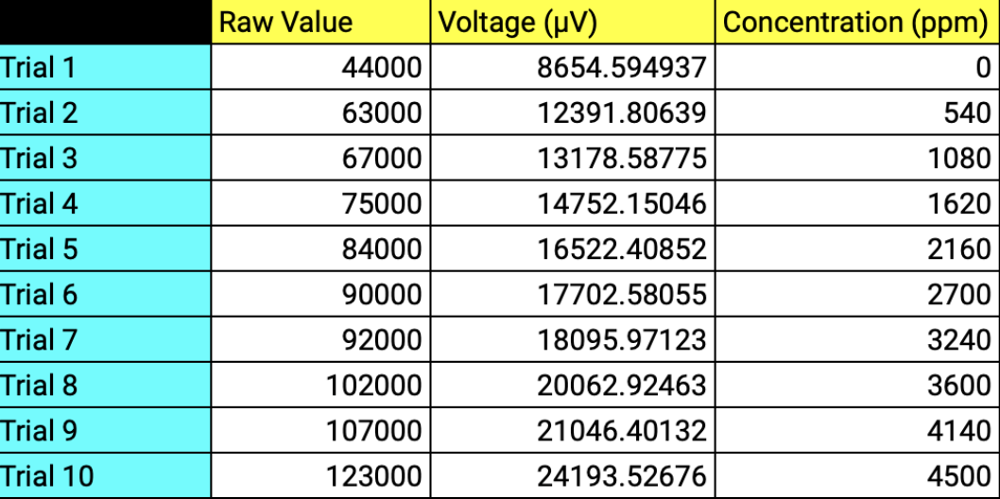 Raw Value Voltage (µV) Concentration (ppm)
Trial 1 44000 8654.594937 0
Trial 2 63000 12391.80639 540
Trial 3 67000 13178.58775 1080
Trial 4 75000 14752.15046 1620
Trial 5 84000 16522.40852 2160
Trial 6 90000 17702.58055 2700
Trial 7 92000 18095.97123 3240
Trial 8 102000 20062.92463 3600
Trial 9 107000 21046.40132 4140
Trial 10 123000 24193.52676 4500